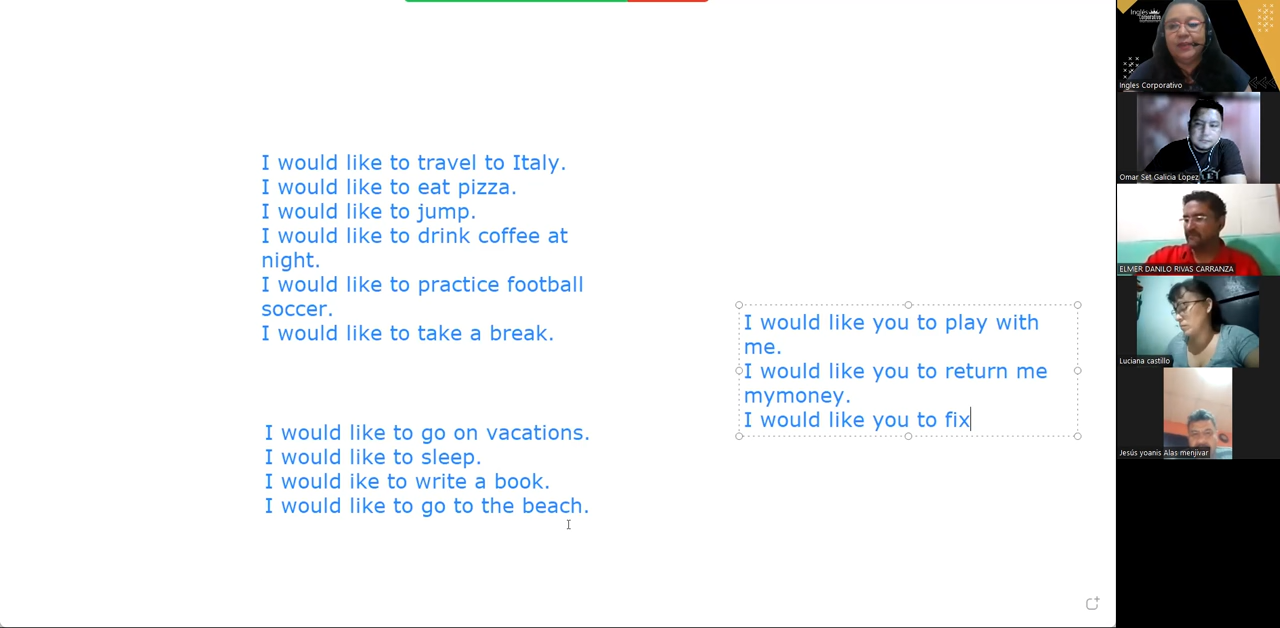 I would like to travel to Italy.
I would like to eat pizza.
I would like to jump.
I would like to drink coffee at
night.
I would like to practice football
soccer.
I would like to take a break.
I would like to go on vacations.
I would like to sleep.
I would ike to write a book.
I would like to go to the beach.
I would like you to play with
me.
I would like you to return me
mymoney.
I would like you to fix
Inglés
Corporativo
Ingles Corporativo
Omar Set Galicia Lopez
ELMER DANILO RIVAS CARRANZA
Luciana castillo
Jesús yoanis Alas menjivar